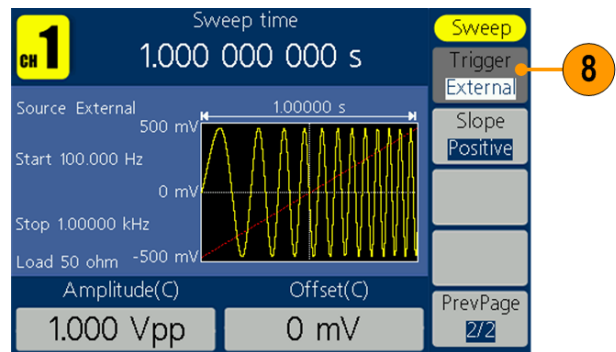 CH 1
Sweep time
1.000 000 000 s
Sweep
Trigger
External
8
Source External
1.00000 s
500 mV
Start 100.000 Hz
0 mV
Stop 1.00000 kHz
Load 50 ohm
-500 mV
Slope
Positive
Amplitude(C)
Offset(C)
1.000 Vpp
0 mV
PrevPage
2/2